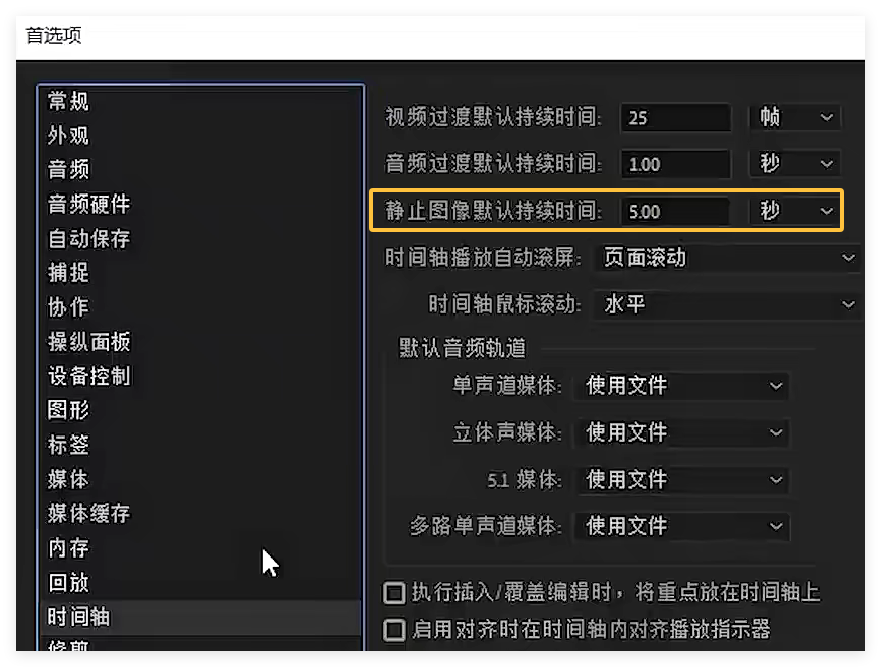 首选项
常规
外观
音频
音频硬件
自动保存
捕捉
协作
操纵面板
设备控制
图形
标签
媒体
媒体缓存
内存
回放
时间轴
修剪
视频过渡默认持续时间: 25 帧
音频过渡默认持续时间: 1.00 秒
静止图像默认持续时间: 5.00 秒
时间轴播放自动滚屏: 页面滚动
时间轴鼠标滚动: 水平
默认音频轨道
单声道媒体: 使用文件
立体声媒体: 使用文件
5.1 媒体: 使用文件
多路单声道媒体: 使用文件
执行插入/覆盖编辑时，将重点放在时间轴上
启用对齐时在时间轴内对齐播放指示器